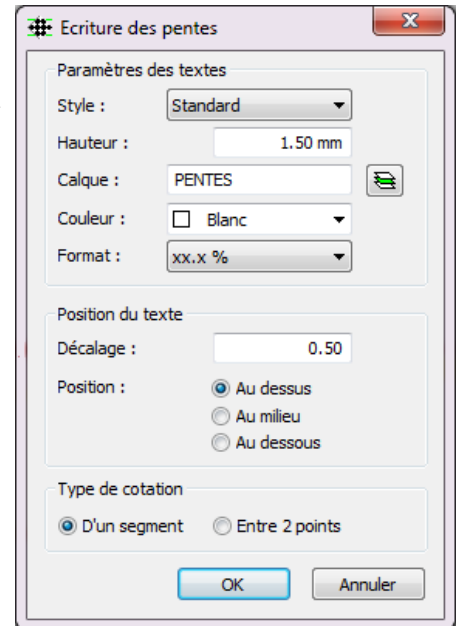 Ecriture des pentes
Paramètres des textes
Style : Standard
Hauteur : 1.50 mm
Calque : PENTES
Couleur : Blanc
Format : xx.x %
Position du texte
Décalage : 0.50
Position : Au dessus
Au milieu
Au dessous
Type de cotation
D'un segment Entre 2 points
OK Annuler